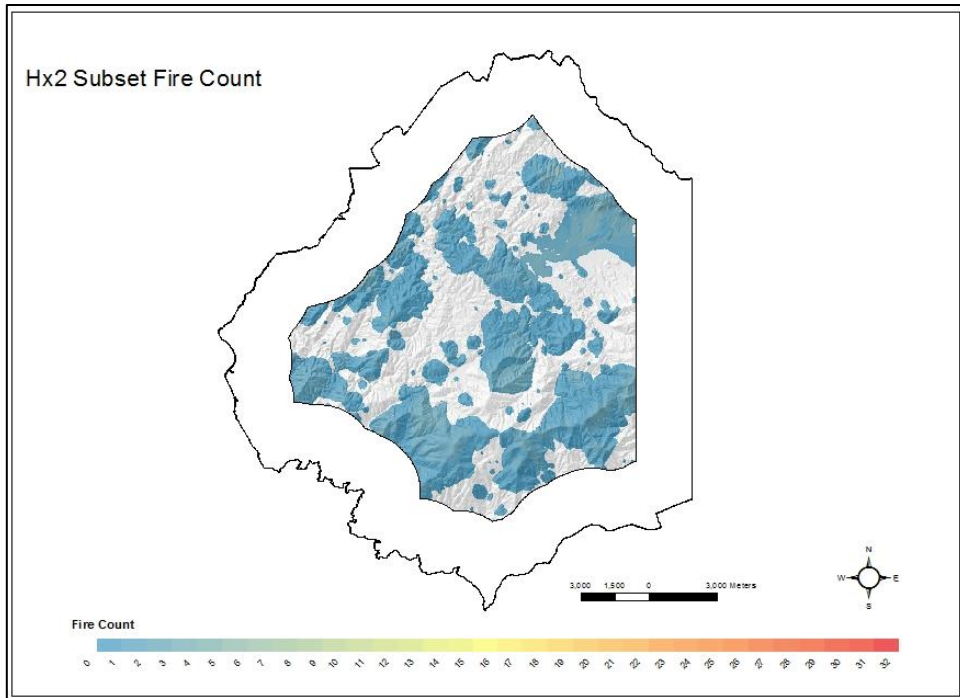 Hx2 Subset Fire Count
N
W E
S
3,000 1,500 0 3,000 Meters
Fire Count
0 1 2 3 4 5 6 7 8 9 10 11 12 13 14 15 16 17 18 19 20 21 22 23 24 25 26 27 28 29 30 31 32